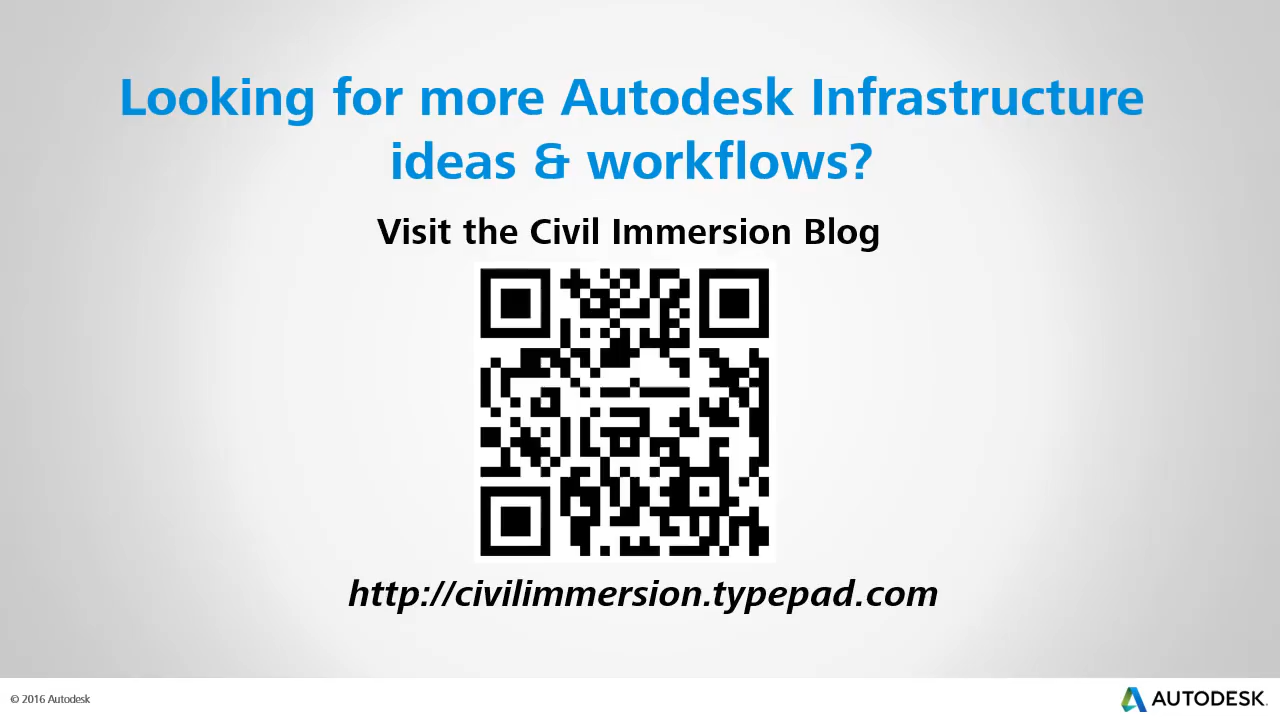 Looking for more Autodesk Infrastructure
ideas & workflows?
Visit the Civil Immersion Blog
http://civilimmersion.typepad.com
© 2016 Autodesk
AUTODESK.